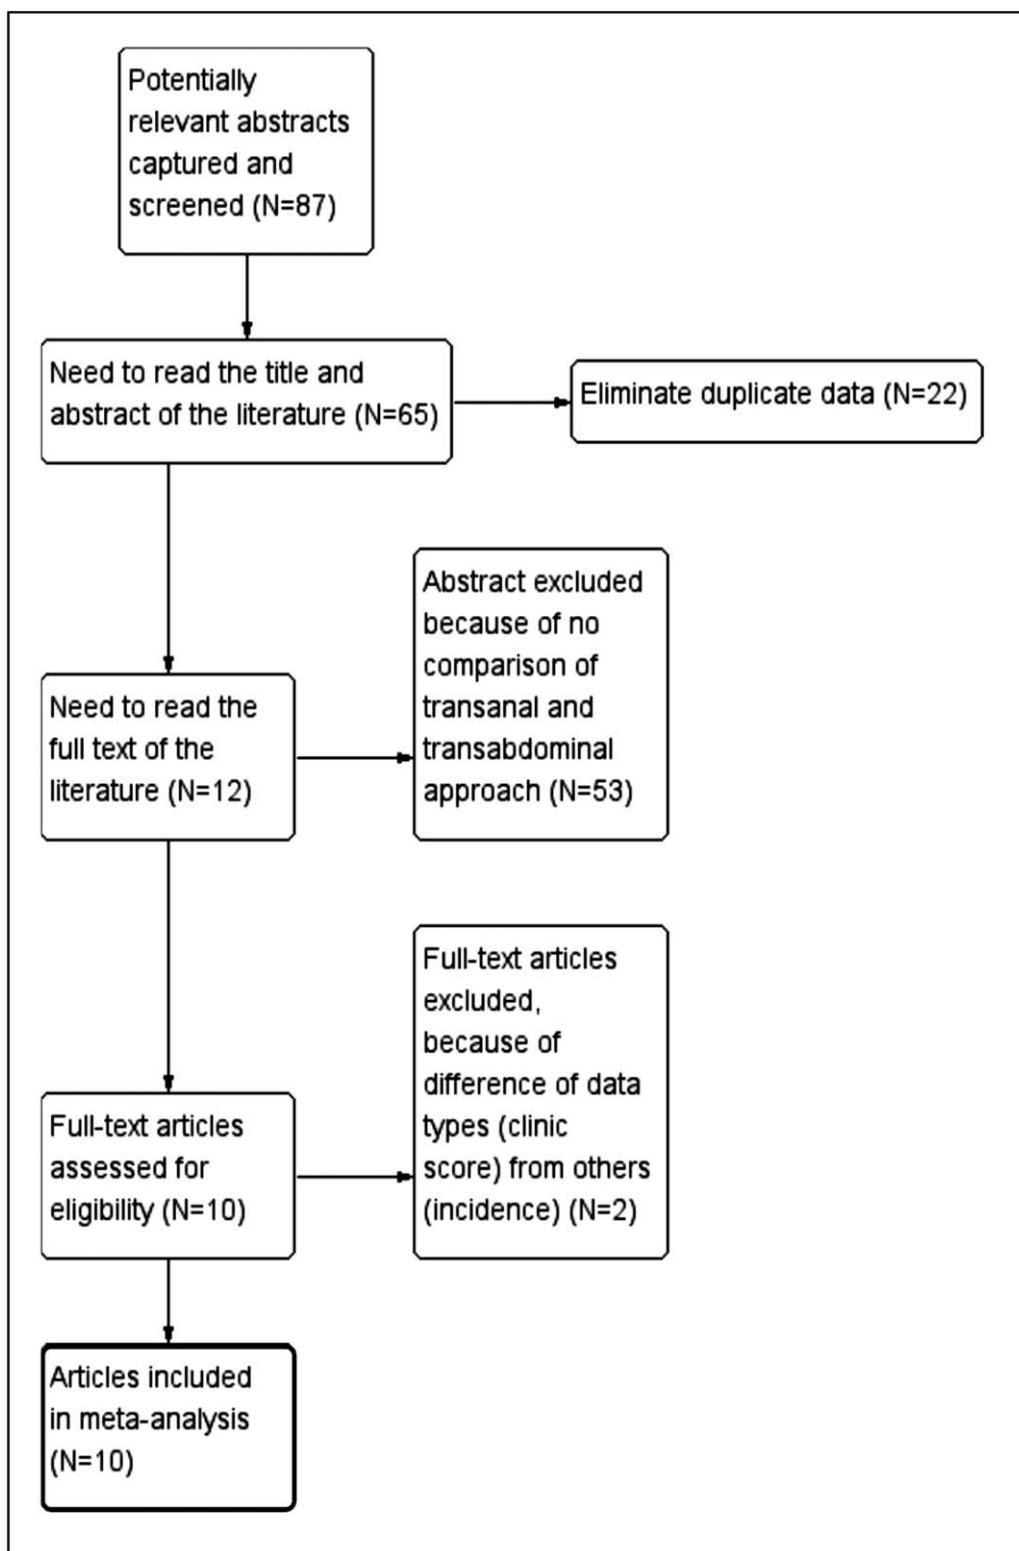 Potentially
relevant abstracts
captured and
screened (N=87)
Need to read the title and
abstract of the literature (N=65)
Eliminate duplicate data (N=22)
Abstract excluded
because of no
comparison of
transanal and
transabdominal
approach (N=53)
Need to read the
full text of the
literature (N=12)
Full-text articles
excluded,
because of
difference of data
types (clinic
score) from others
(incidence) (N=2)
Full-text articles
assessed for
eligibility (N=10)
Articles included
in meta-analysis
(N=10)